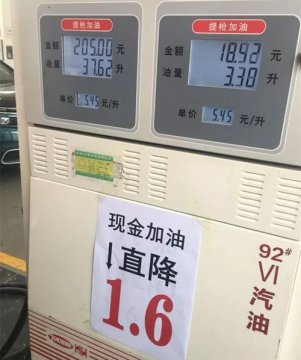 提枪加油
金额 205.00 元
油量 37.62 升
单价 5.45 元/升
提枪加油
金额 18.92 元
油量 3.38 升
单价 5.45 元/升
现金加油
↓直降
1.6
92#
VI
汽
油